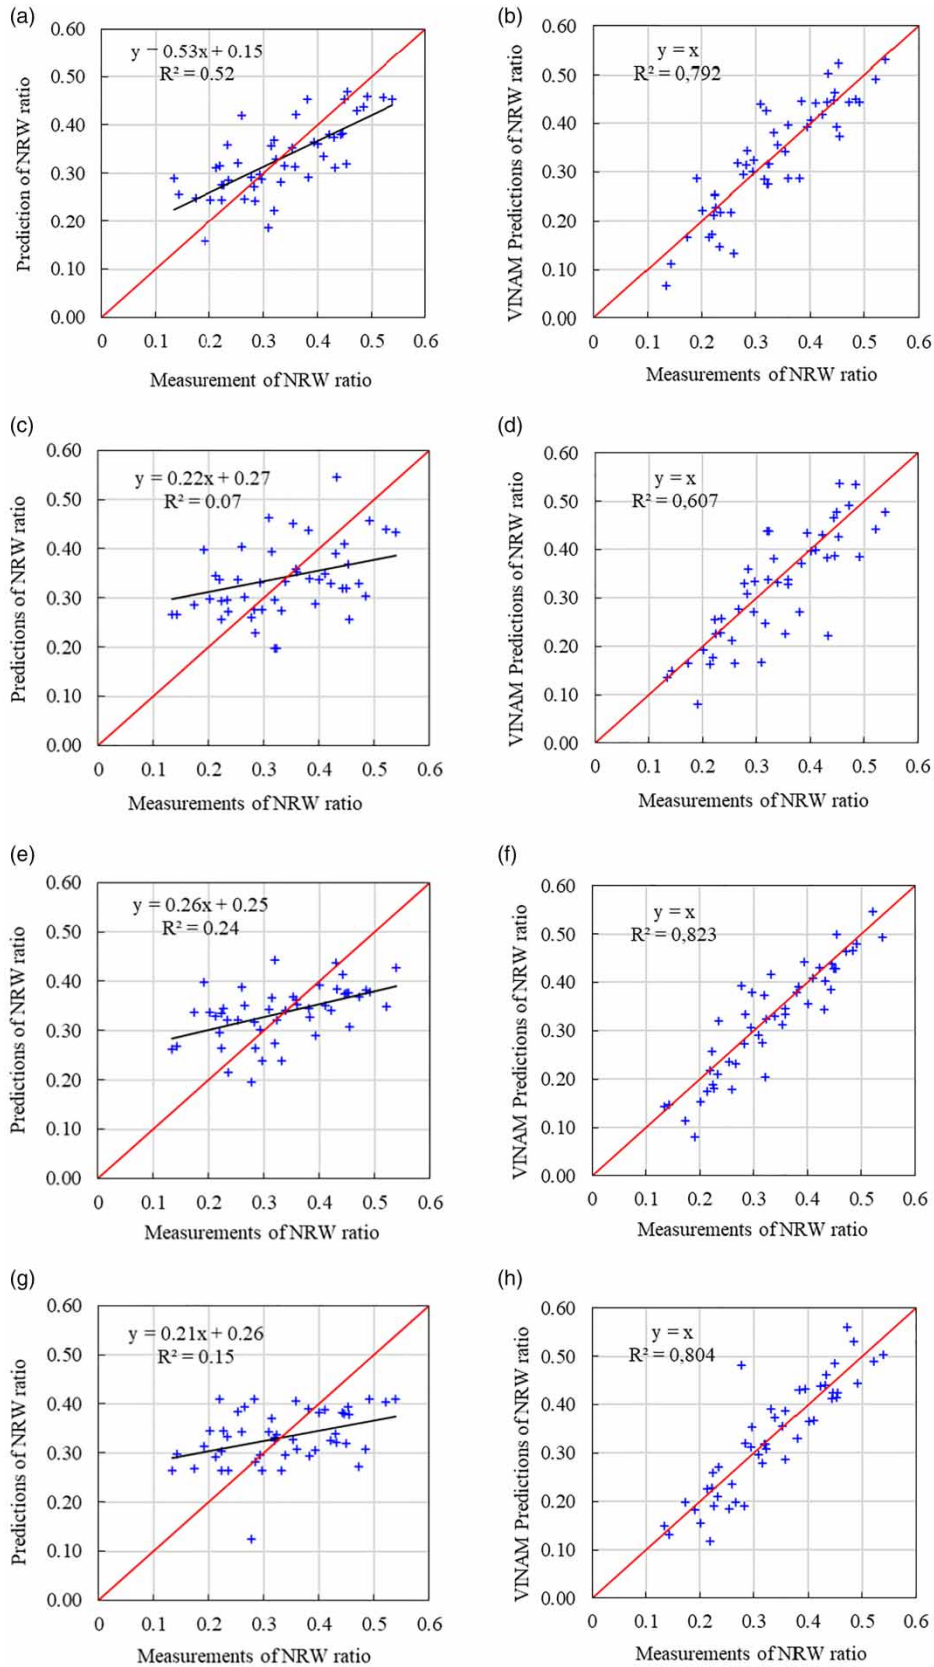 (a)
y = 0.53x + 0.15
R² = 0.52
Prediction of NRW ratio
0.60
0.50
0.40
0.30
0.20
0.10
0.00
0 0.1 0.2 0.3 0.4 0.5 0.6
Measurement of NRW ratio
(b)
y = x
R² = 0,792
VINAM Predictions of NRW ratio
0.60
0.50
0.40
0.30
0.20
0.10
0.00
0 0.1 0.2 0.3 0.4 0.5 0.6
Measurements of NRW ratio
(c)
y = 0.22x + 0.27
R² = 0.07
Predictions of NRW ratio
0.60
0.50
0.40
0.30
0.20
0.10
0.00
0 0.1 0.2 0.3 0.4 0.5 0.6
Measurements of NRW ratio
(d)
y = x
R² = 0,607
VINAM Predictions of NRW ratio
0.60
0.50
0.40
0.30
0.20
0.10
0.00
0 0.1 0.2 0.3 0.4 0.5 0.6
Measurements of NRW ratio
(e)
y = 0.26x + 0.25
R² = 0.24
Predictions of NRW ratio
0.60
0.50
0.40
0.30
0.20
0.10
0.00
0 0.1 0.2 0.3 0.4 0.5 0.6
Measurements of NRW ratio
(f)
y = x
R² = 0,823
VINAM Predictions of NRW ratio
0.60
0.50
0.40
0.30
0.20
0.10
0.00
0 0.1 0.2 0.3 0.4 0.5 0.6
Measurements of NRW ratio
(g)
y = 0.21x + 0.26
R² = 0.15
Predictions of NRW ratio
0.60
0.50
0.40
0.30
0.20
0.10
0.00
0 0.1 0.2 0.3 0.4 0.5 0.6
Measurements of NRW ratio
(h)
y = x
R² = 0,804
VINAM Predictions of NRW ratio
0.60
0.50
0.40
0.30
0.20
0.10
0.00
0 0.1 0.2 0.3 0.4 0.5 0.6
Measurements of NRW ratio